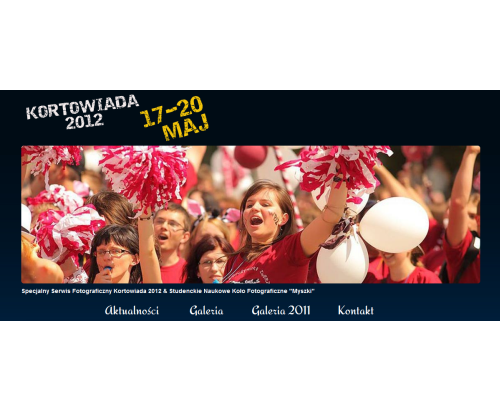 KORTOWIADA
2012
17-20
MAJ
Specjalny Serwis Fotograficzny Kortowiada 2012 & Studenckie Naukowe Koło Fotograficzne "Myszki"
Aktualności Galeria Galeria 2011 Kontakt